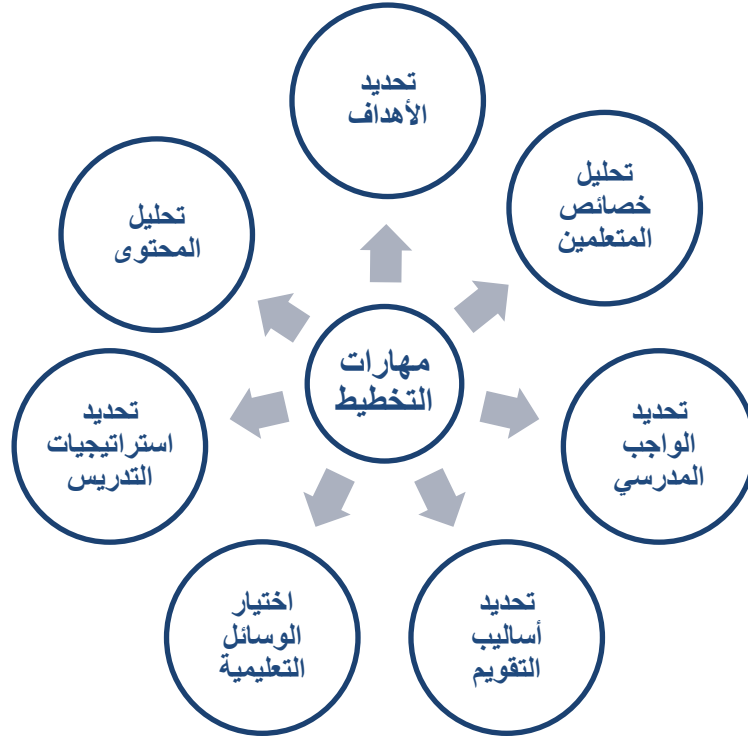 تحديد
الأهداف
تحليل
خصائص
المتعلمين
تحليل
المحتوى
مهارات
التخطيط
تحديد
استراتيجيات
التدريس
تحديد
الواجب
المدرسي
اختيار
الوسائل
التعليمية
تحديد
أساليب
التقويم